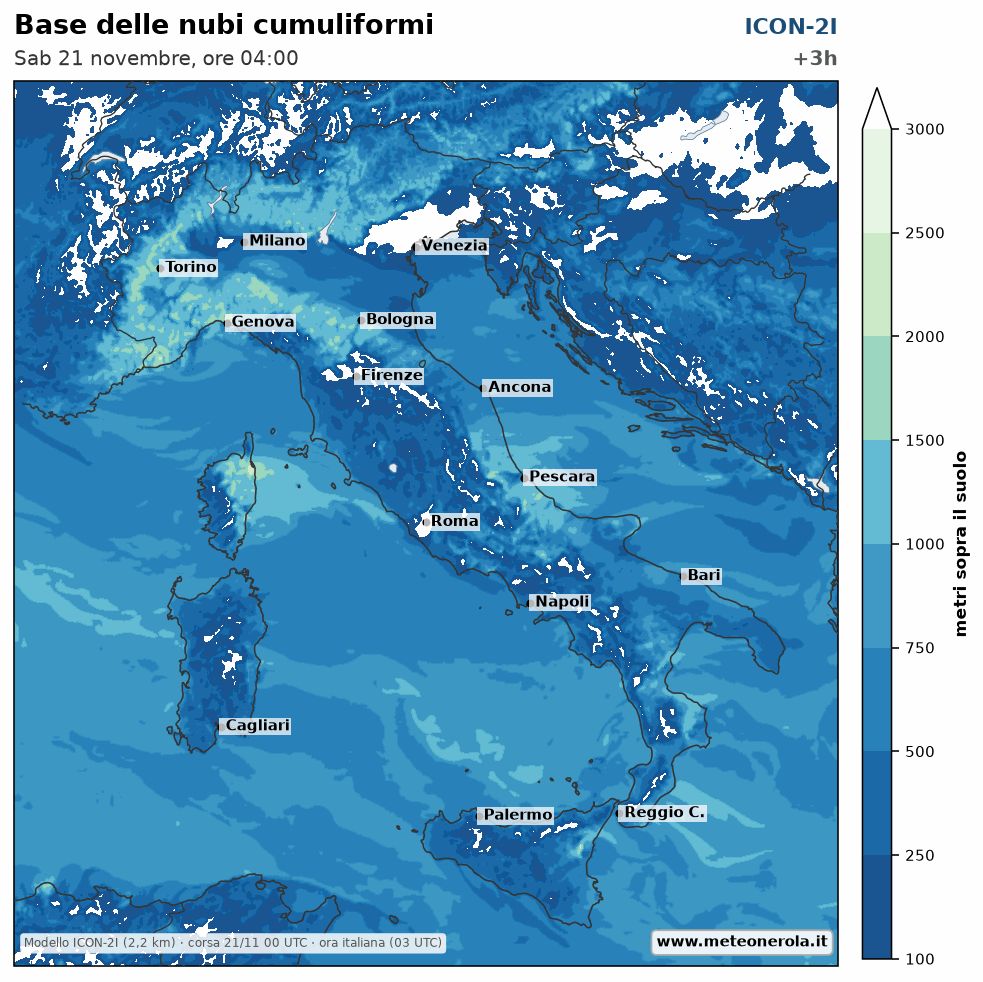 Base delle nubi cumuliformi
ICON-2I
Sab 21 novembre, ore 04:00
+3h
3000
2500
2000
1500
1000
750
500
250
100
metri sopra il suolo
Milano
Venezia
Torino
Genova
Bologna
Firenze
Ancona
Pescara
Roma
Bari
Napoli
Cagliari
Palermo
Reggio C.
Modello ICON-2I (2,2 km) · corsa 21/11 00 UTC · ora italiana (03 UTC)
www.meteonerola.it